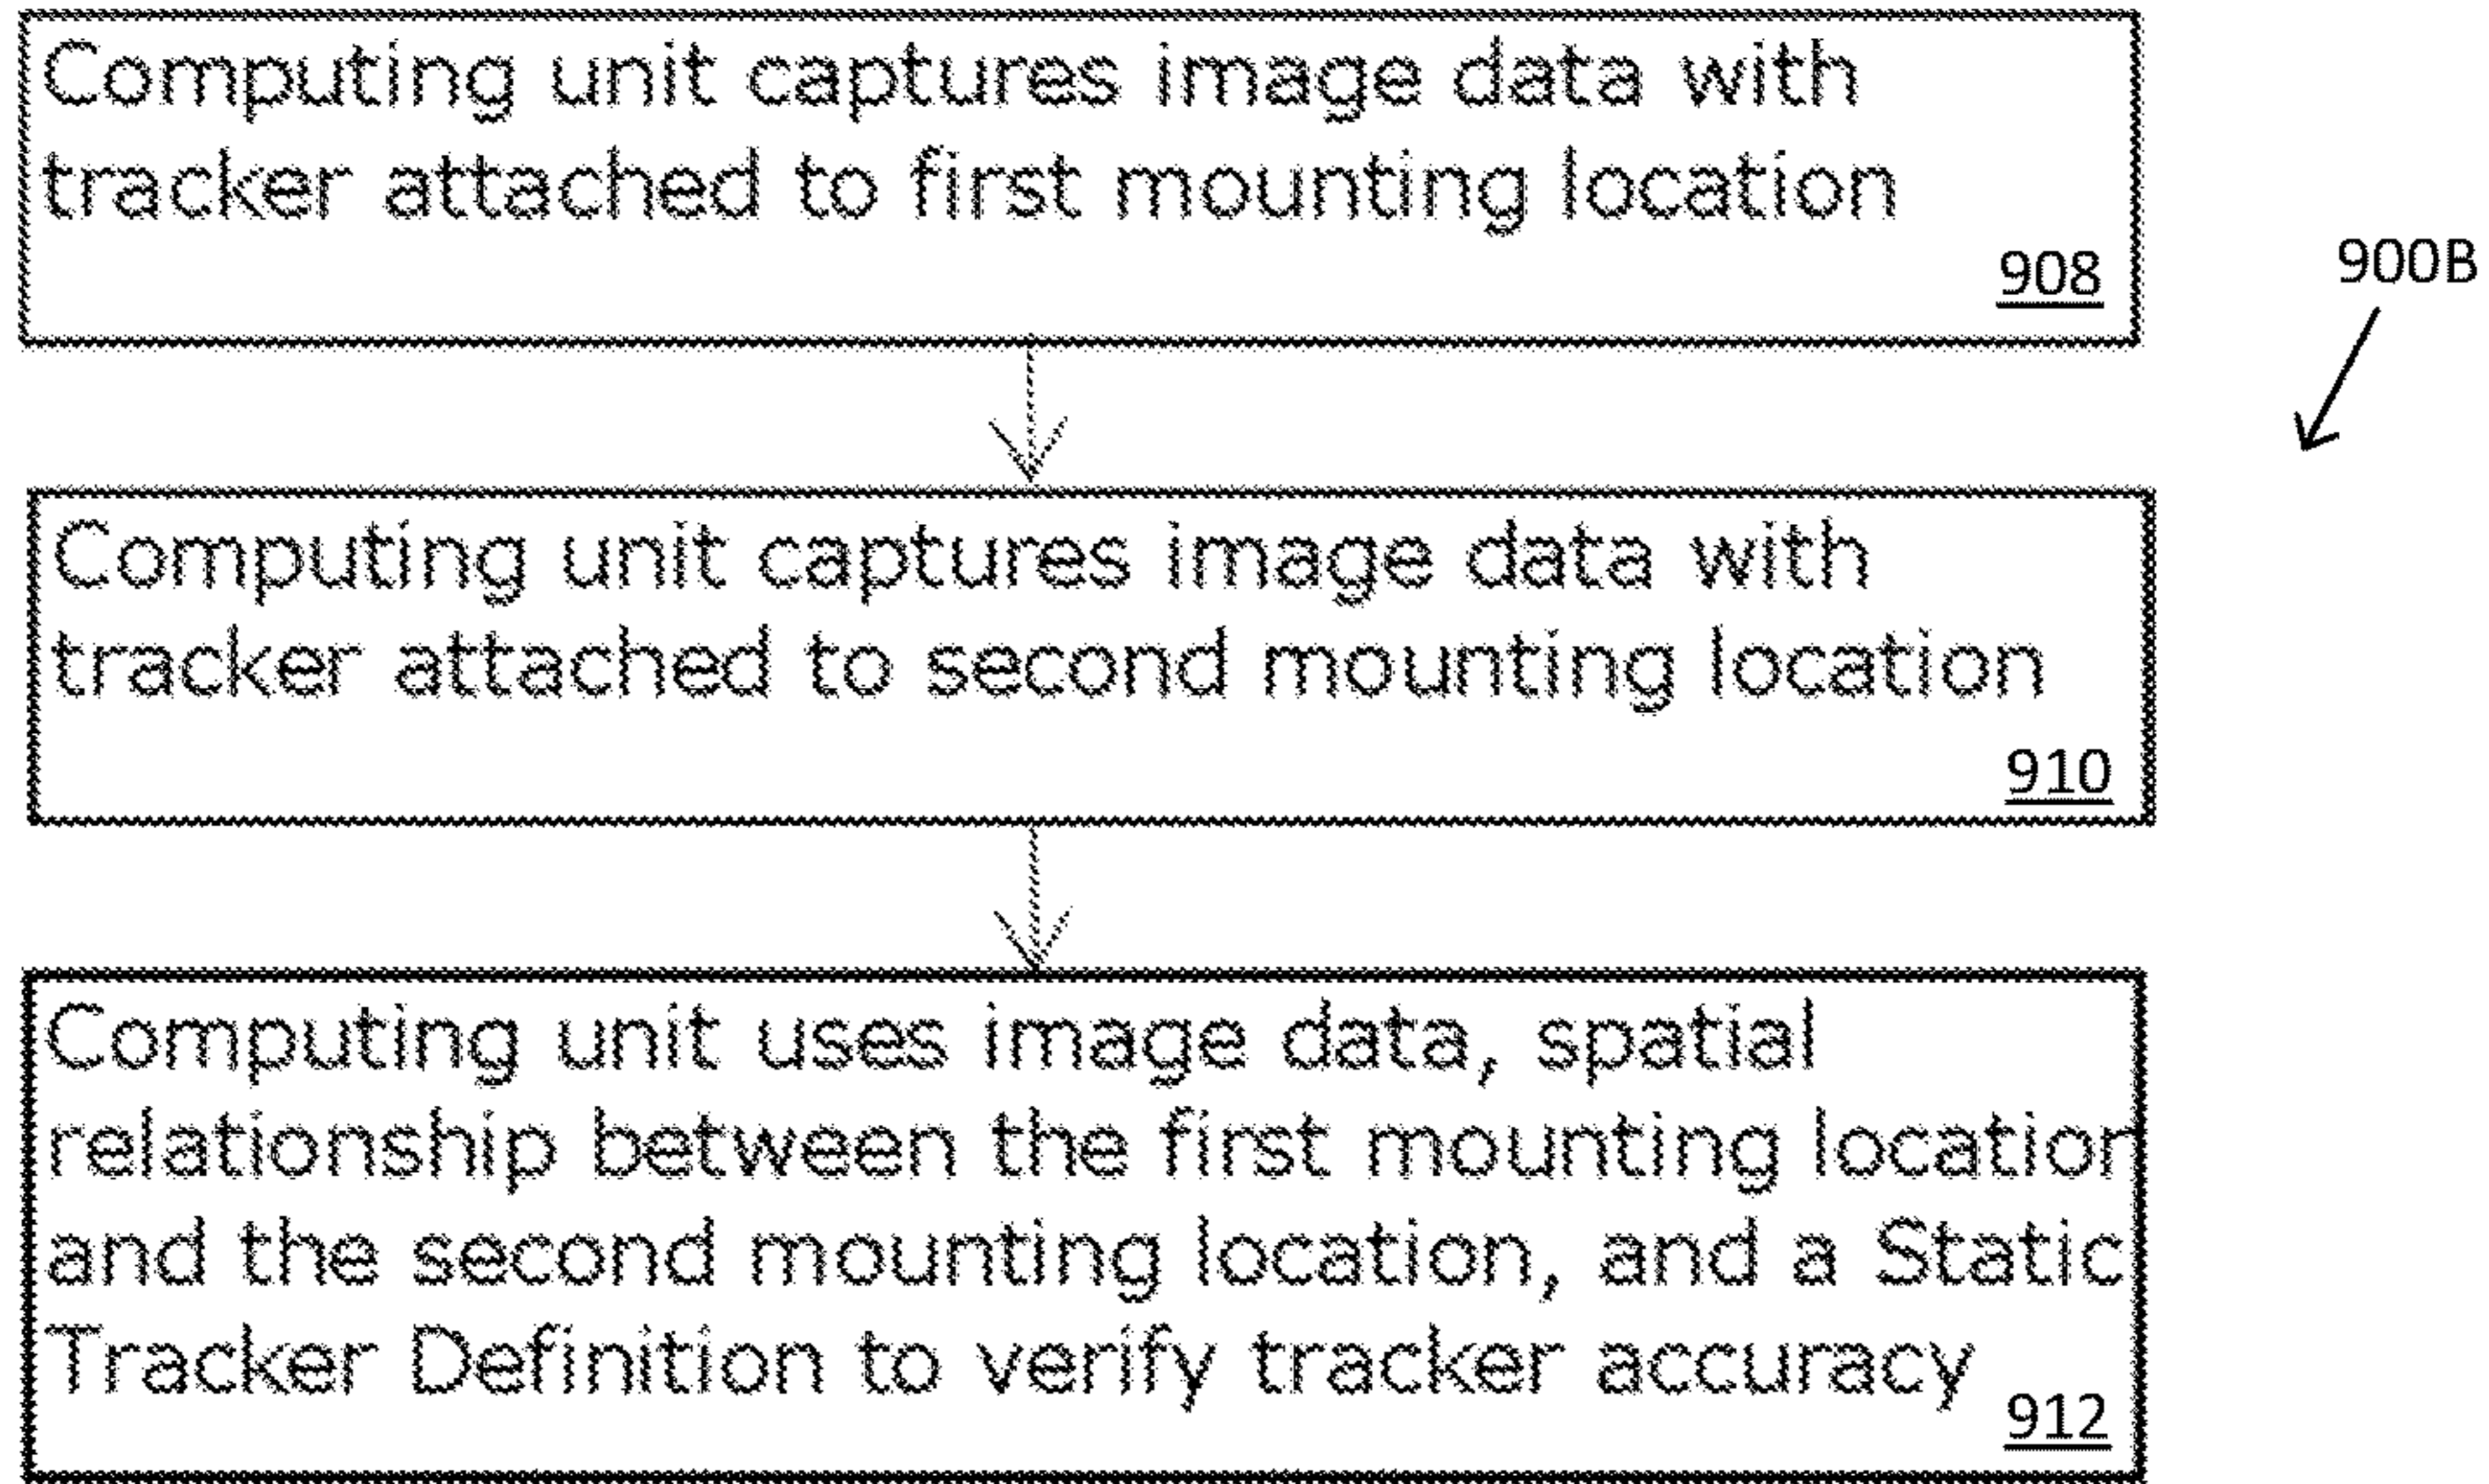 Computing unit captures image data with
tracker attached to first mounting location
908
900B
Computing unit captures image data with
tracker attached to second mounting location
910
Computing unit uses image data, spatial
relationship between the first mounting location
and the second mounting location, and a Static
Tracker Definition to verify tracker accuracy
912